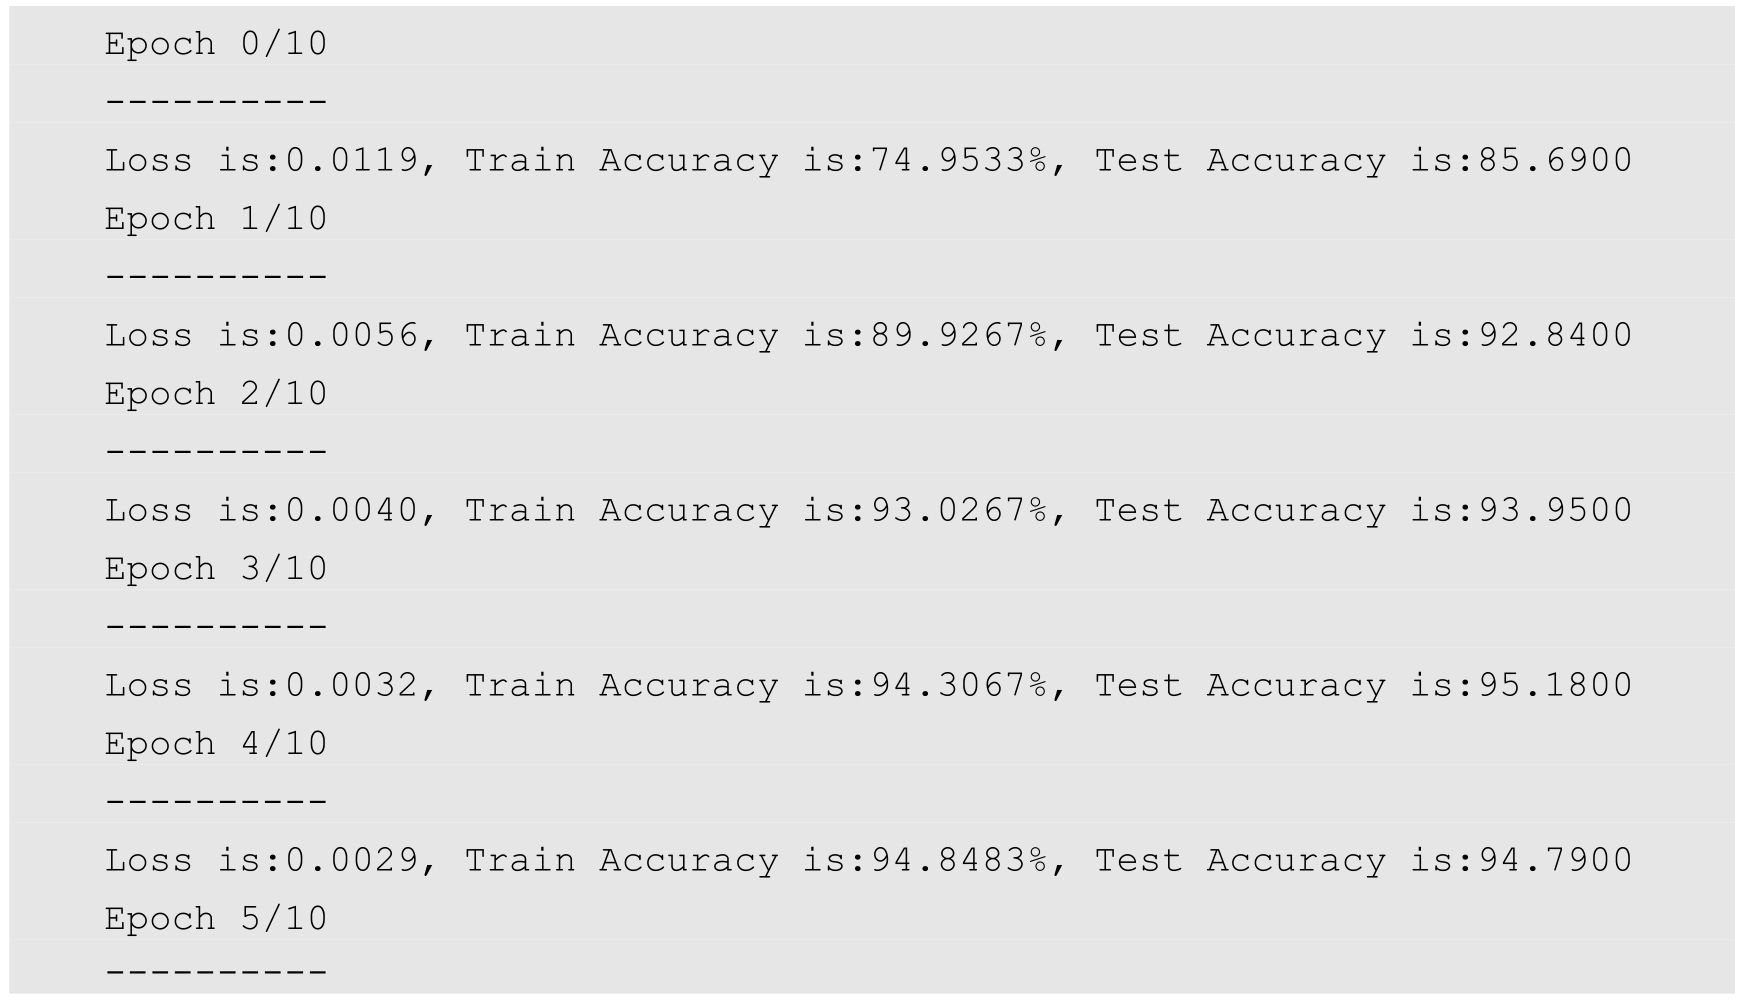 Epoch 0/10
----------
Loss is:0.0119, Train Accuracy is:74.9533%, Test Accuracy is:85.6900
Epoch 1/10
----------
Loss is:0.0056, Train Accuracy is:89.9267%, Test Accuracy is:92.8400
Epoch 2/10
----------
Loss is:0.0040, Train Accuracy is:93.0267%, Test Accuracy is:93.9500
Epoch 3/10
----------
Loss is:0.0032, Train Accuracy is:94.3067%, Test Accuracy is:95.1800
Epoch 4/10
----------
Loss is:0.0029, Train Accuracy is:94.8483%, Test Accuracy is:94.7900
Epoch 5/10
----------